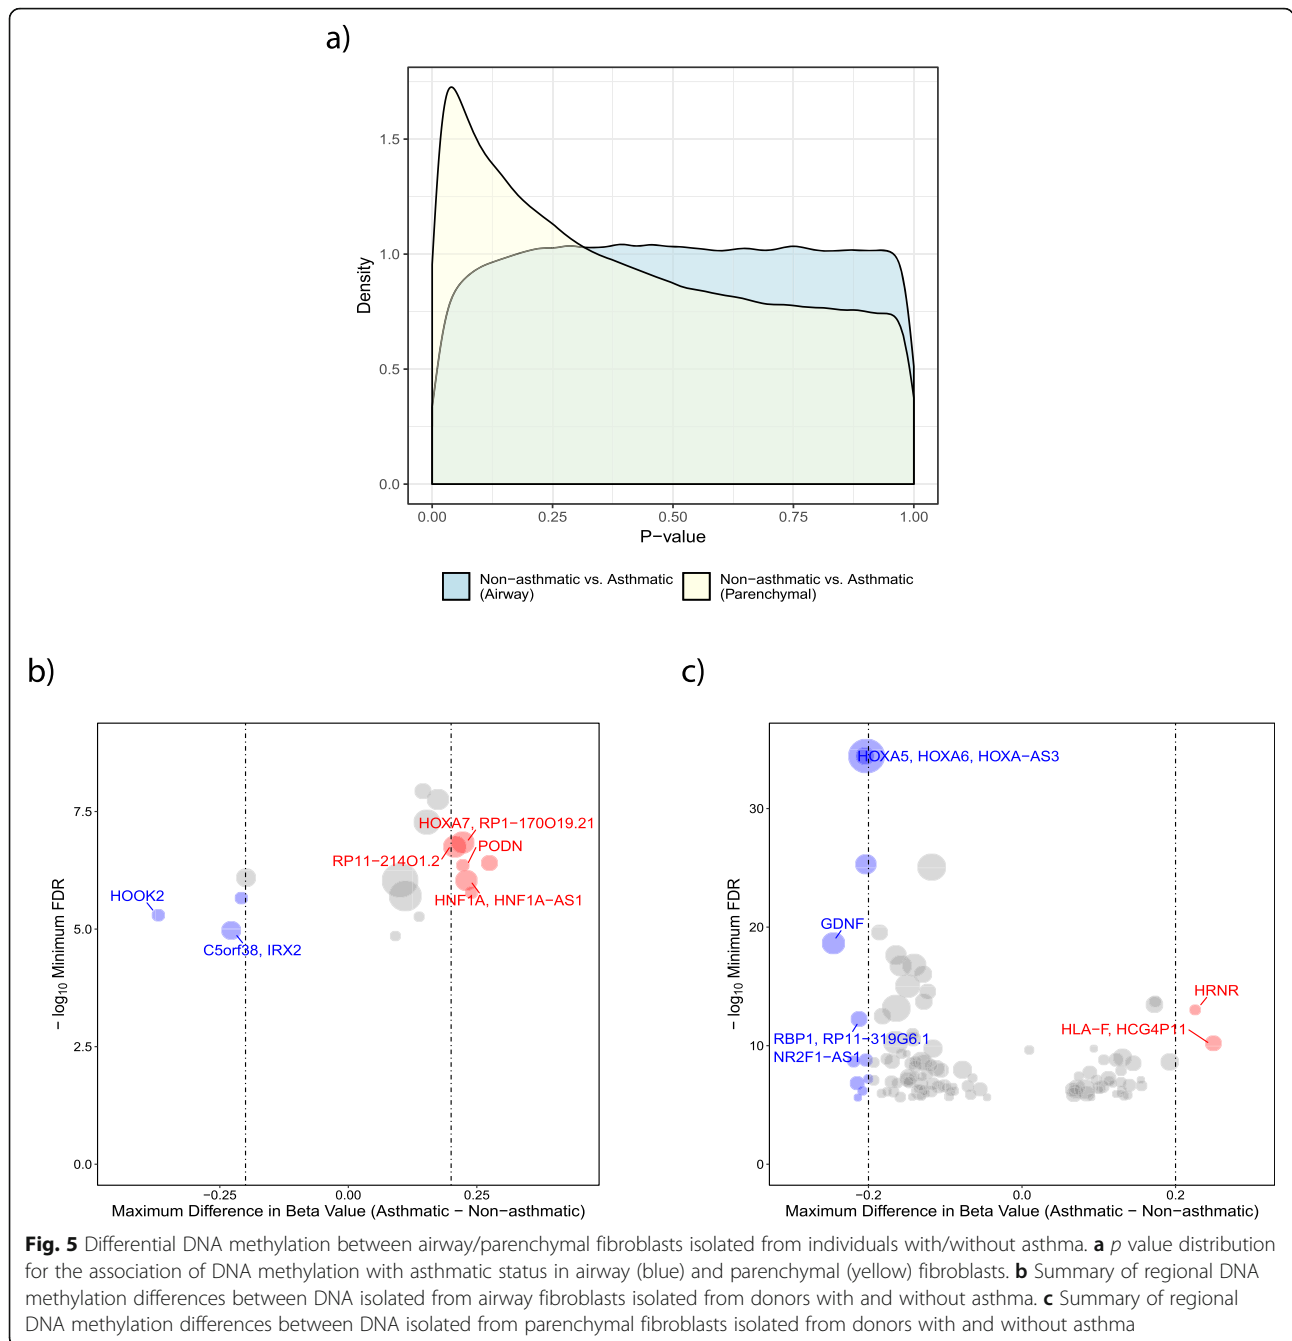 a)
1.5
1.0
0.5
0.0
Density
0.00 0.25 0.50 0.75 1.00
P−value
Non−asthmatic vs. Asthmatic (Airway)
Non−asthmatic vs. Asthmatic (Parenchymal)
b)
7.5
5.0
2.5
0.0
− log10 Minimum FDR
HOXA7, RP1−170O19.21
RP11−214O1.2
PODN
HNF1A, HNF1A−AS1
HOOK2
C5orf38, IRX2
−0.25 0.00 0.25
Maximum Difference in Beta Value (Asthmatic − Non−asthmatic)
c)
30
20
10
0
− log10 Minimum FDR
HOXA5, HOXA6, HOXA−AS3
GDNF
HRNR
HLA−F, HCG4P11
RBP1, RP11−319G6.1
NR2F1−AS1
−0.2 0.0 0.2
Maximum Difference in Beta Value (Asthmatic − Non−asthmatic)
Fig. 5 Differential DNA methylation between airway/parenchymal fibroblasts isolated from individuals with/without asthma. a p value distribution
for the association of DNA methylation with asthmatic status in airway (blue) and parenchymal (yellow) fibroblasts. b Summary of regional DNA
methylation differences between DNA isolated from airway fibroblasts isolated from donors with and without asthma. c Summary of regional
DNA methylation differences between DNA isolated from parenchymal fibroblasts isolated from donors with and without asthma